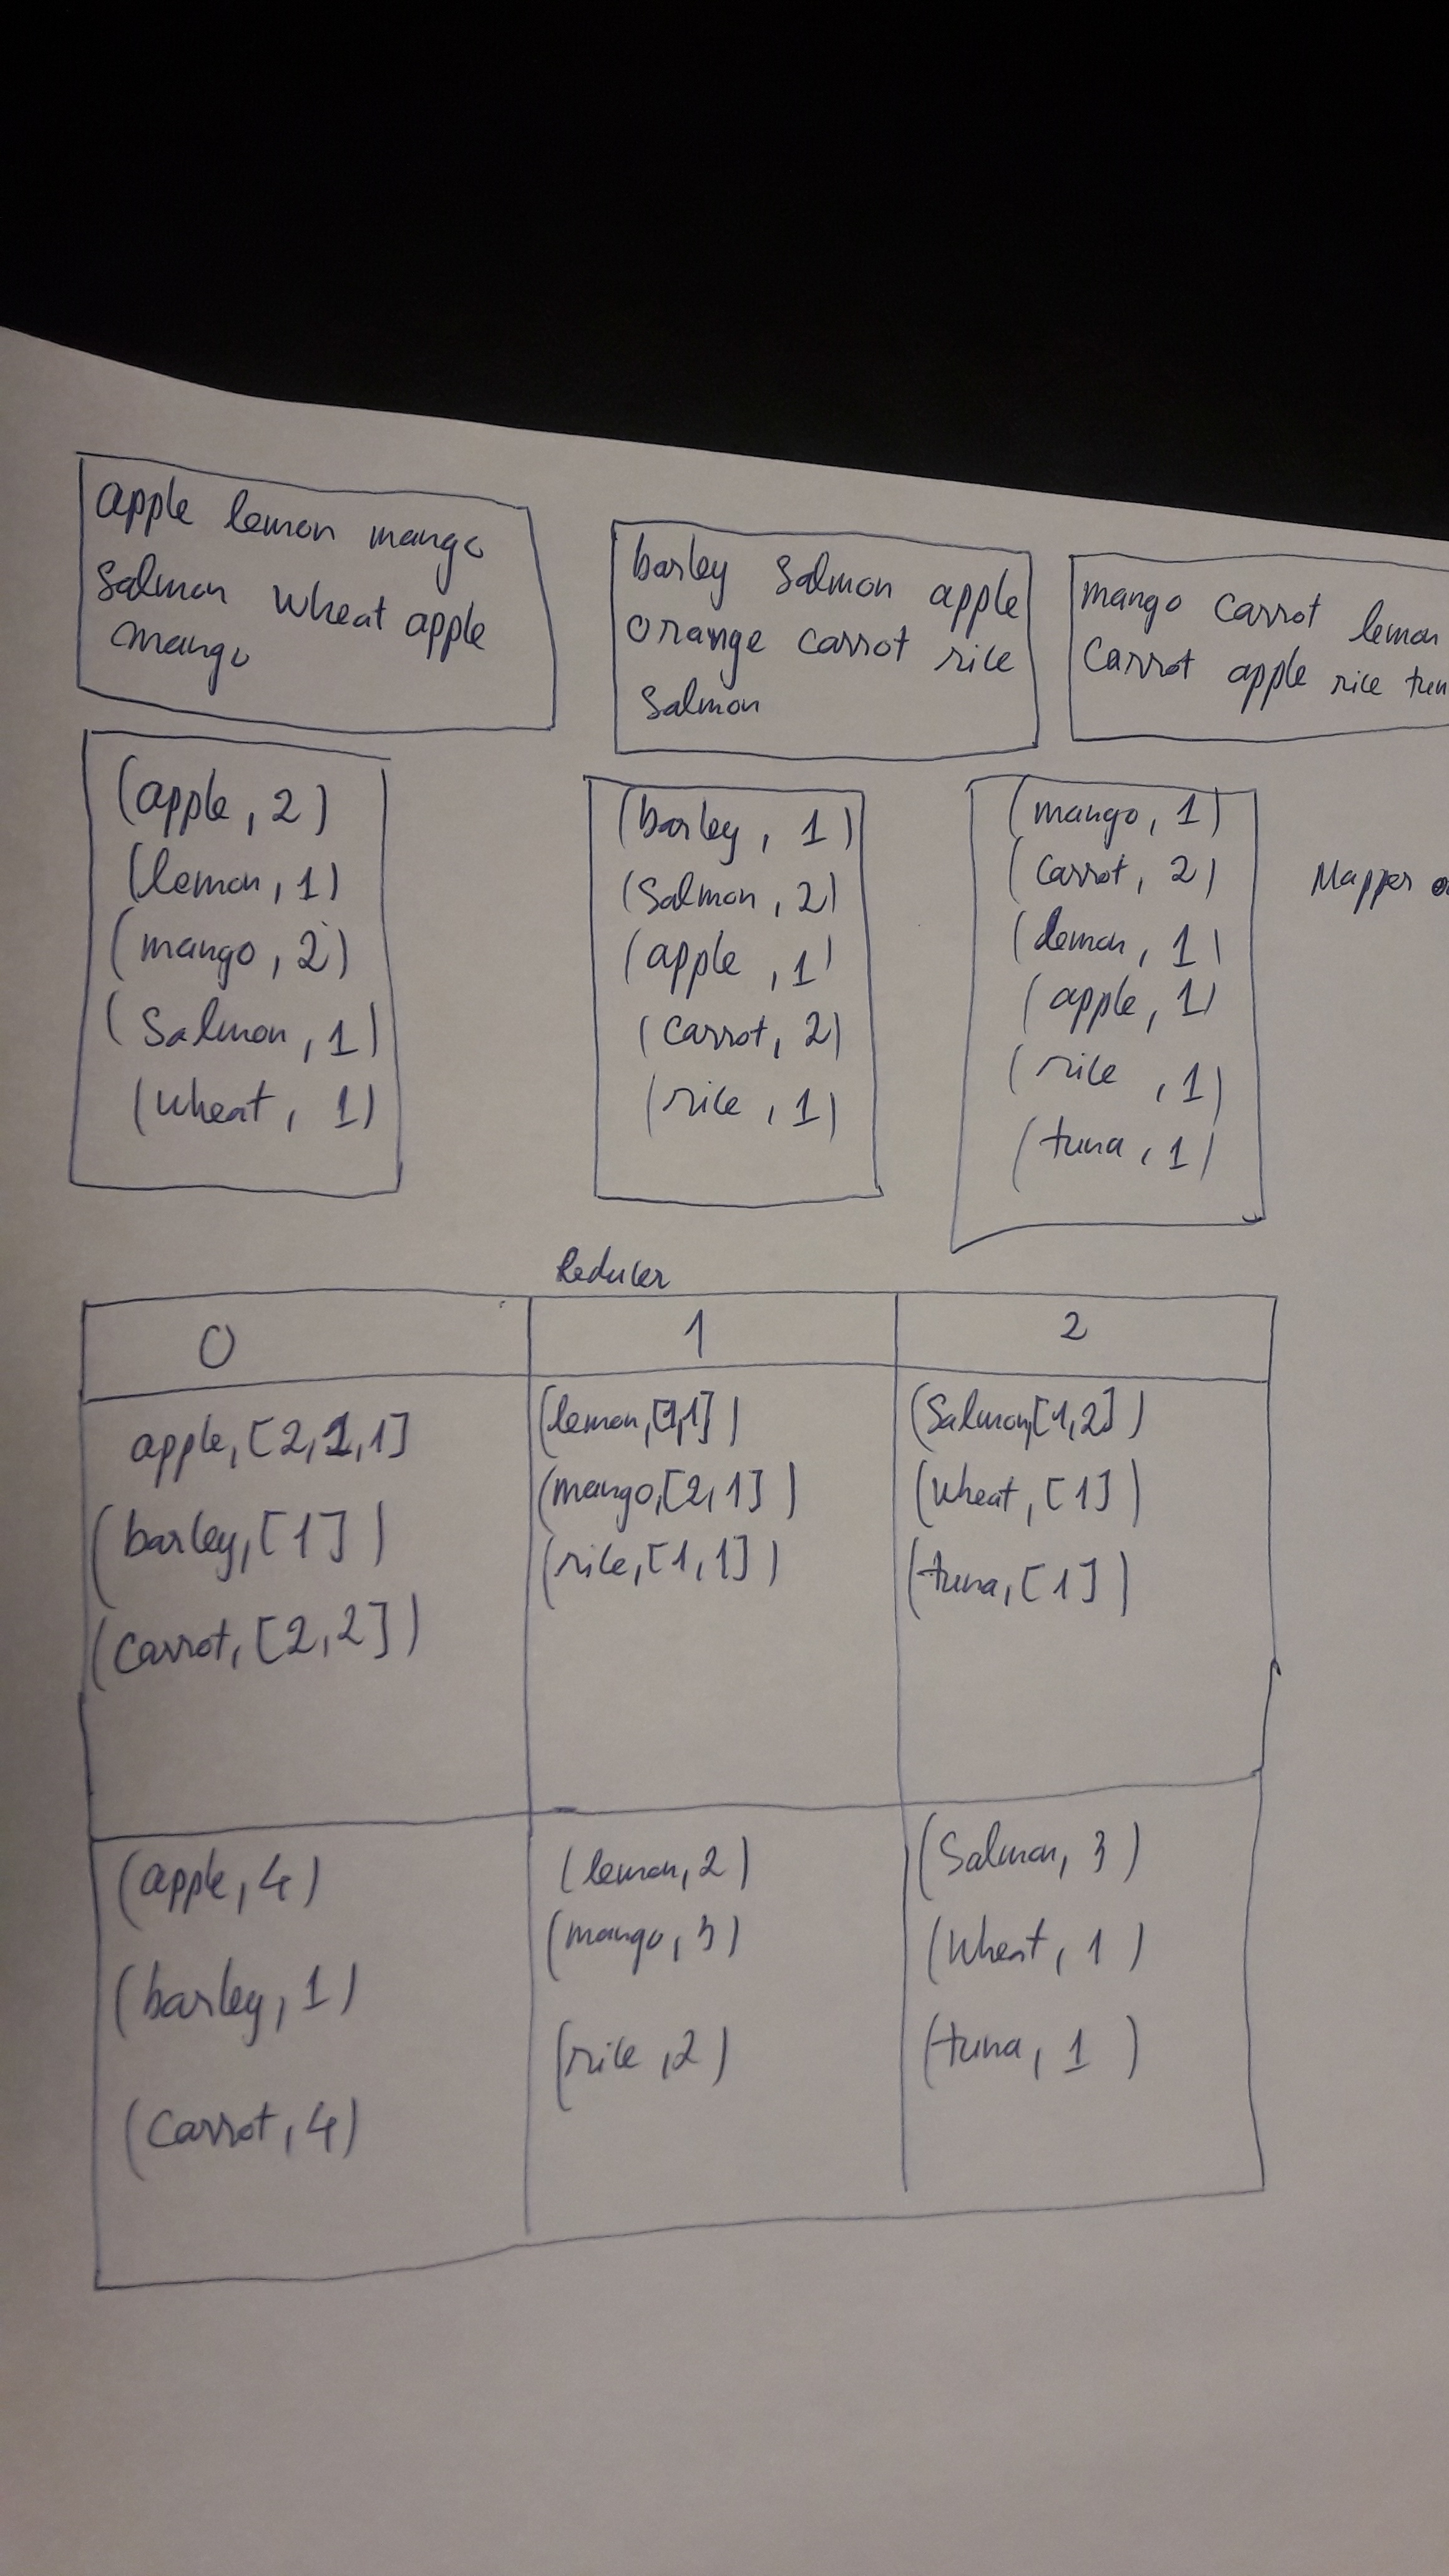 apple lemon mango
Salmon wheat apple
mango
barley Salmon apple
orange carrot rice
Salmon
mango carrot lemon
Carrot apple rice tun
(apple, 2)
(lemon, 1)
(mango, 2)
(Salmon, 1)
(wheat, 1)
(barley, 1)
(Salmon, 2)
(apple, 1)
(carrot, 2)
(rice, 1)
(mango, 1)
(carrot, 2)
(lemon, 1)
(apple, 1)
(rice, 1)
(tuna, 1)
Mapper
Reducer
0
1
2
apple, [2,1,1]
(barley, [1])
(carrot, [2,2])
(lemon, [1,1])
(mango, [2,1])
(rice, [1,1])
(Salmon, [1,2])
(wheat, [1])
(tuna, [1])
(apple, 4)
(barley, 1)
(carrot, 4)
(lemon, 2)
(mango, 3)
(rice, 2)
(Salmon, 3)
(wheat, 1)
(tuna, 1)